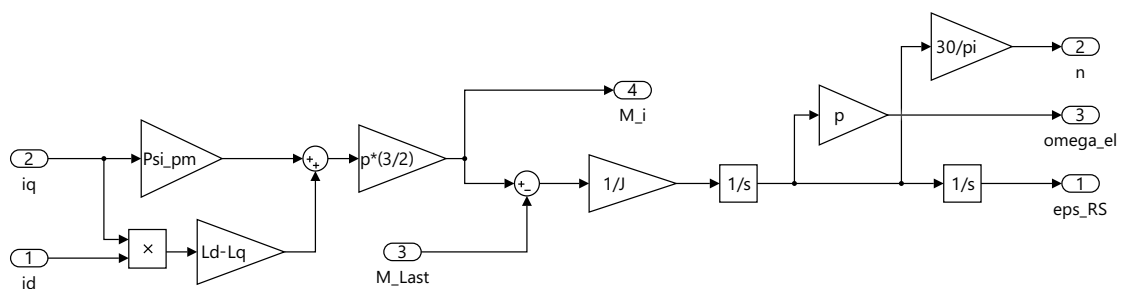 30/pi
2
n
4
M_i
p
3
omega_el
2
iq
Psi_pm
+
+
p*(3/2)
+
−
1/J
1/s
1/s
1
eps_RS
1
id
×
Ld-Lq
3
M_Last